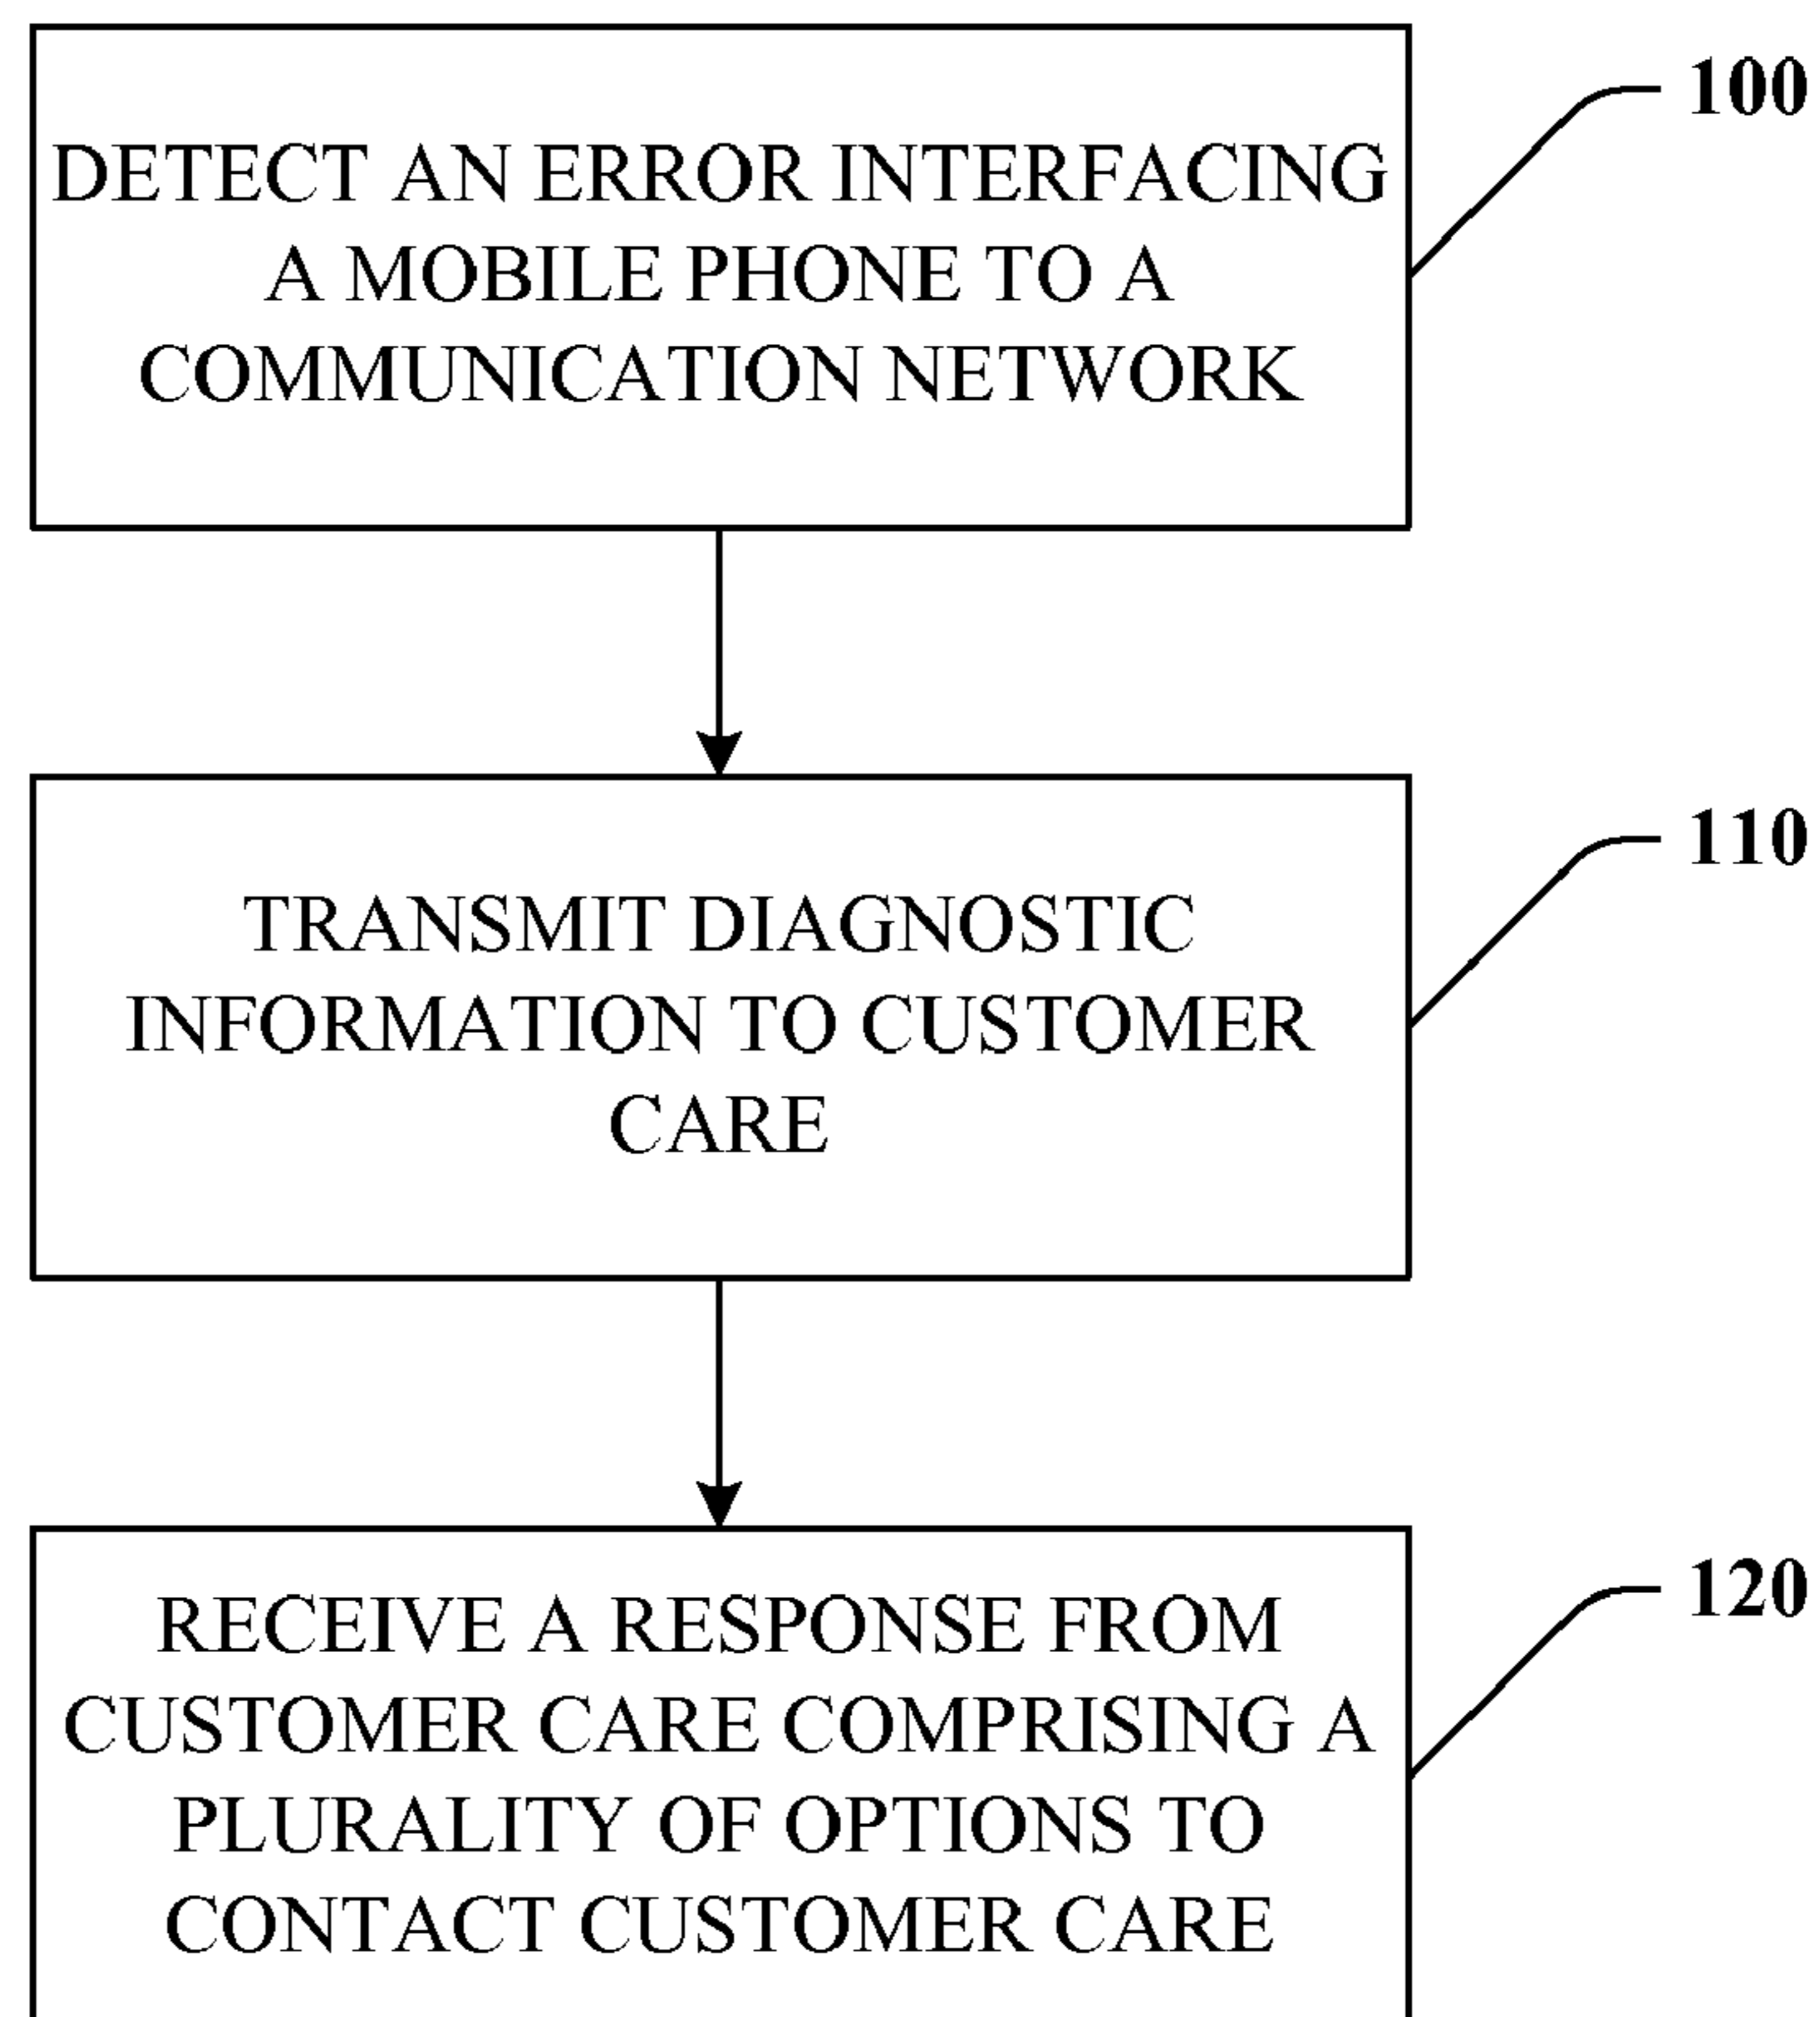 100
DETECT AN ERROR INTERFACING
A MOBILE PHONE TO A
COMMUNICATION NETWORK
110
TRANSMIT DIAGNOSTIC
INFORMATION TO CUSTOMER
CARE
120
RECEIVE A RESPONSE FROM
CUSTOMER CARE COMPRISING A
PLURALITY OF OPTIONS TO
CONTACT CUSTOMER CARE